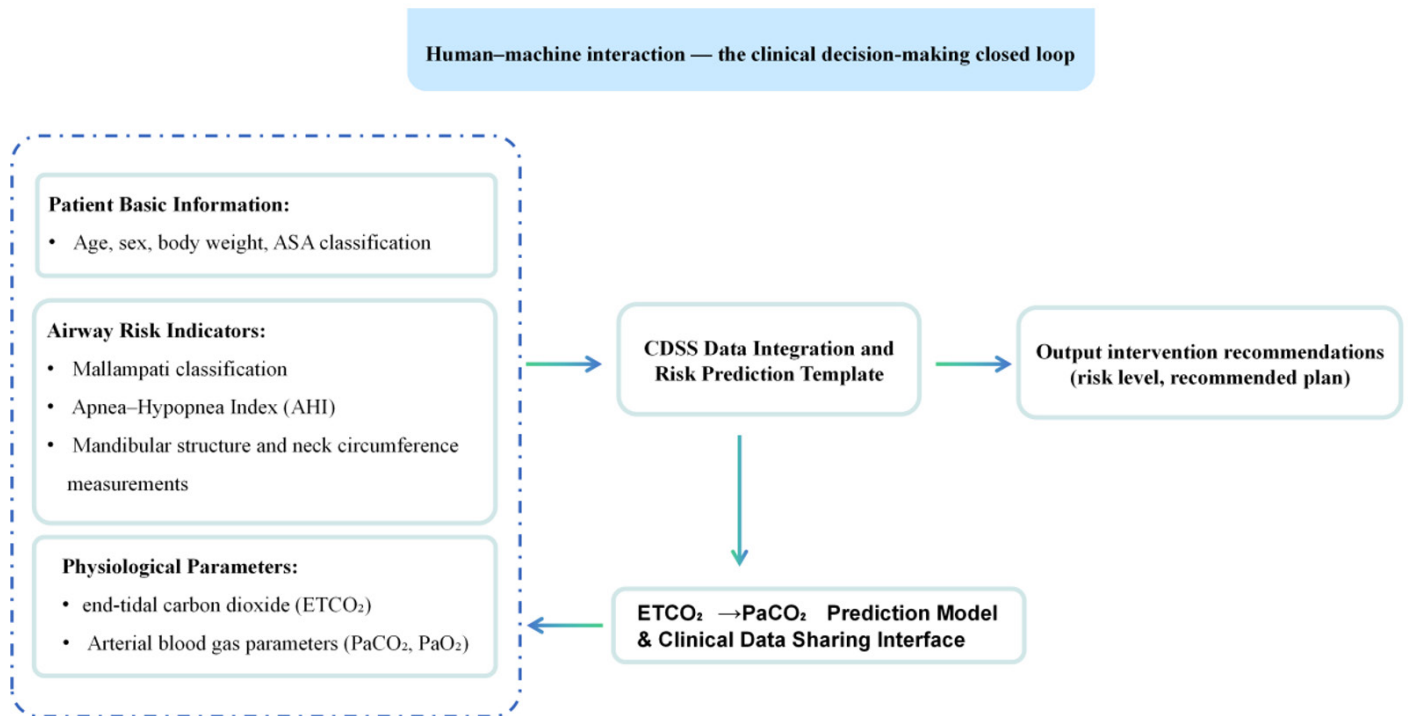 Human–machine interaction — the clinical decision-making closed loop
Patient Basic Information:
• Age, sex, body weight, ASA classification
Airway Risk Indicators:
• Mallampati classification
• Apnea–Hypopnea Index (AHI)
• Mandibular structure and neck circumference
measurements
Physiological Parameters:
• end-tidal carbon dioxide (ETCO₂)
• Arterial blood gas parameters (PaCO₂, PaO₂)
CDSS Data Integration and
Risk Prediction Template
Output intervention recommendations
(risk level, recommended plan)
ETCO₂ →PaCO₂ Prediction Model
& Clinical Data Sharing Interface